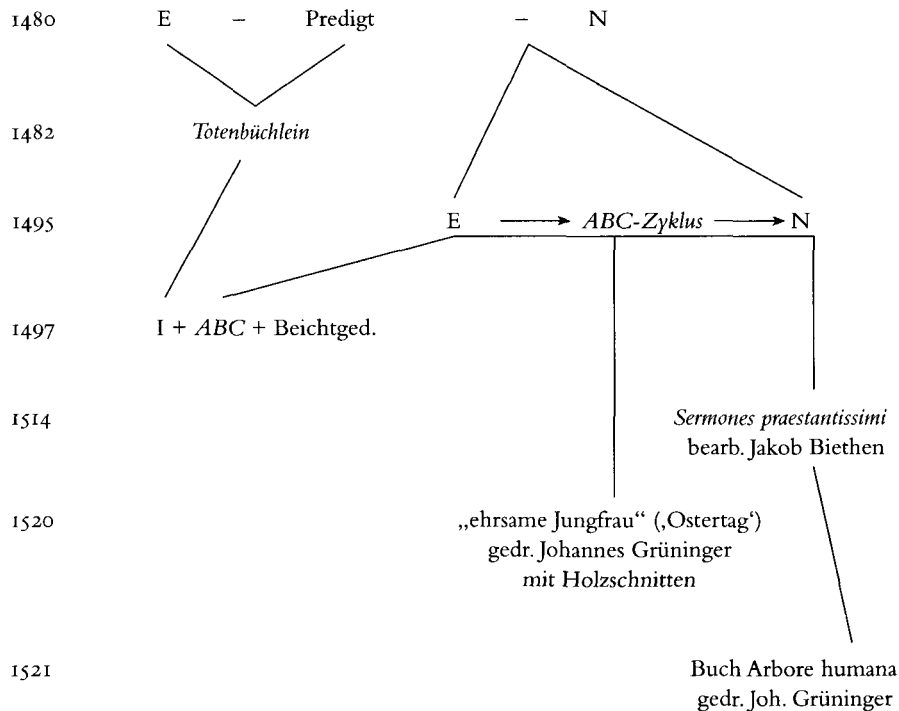 1480 E – Predigt – N
1482 Totenbüchlein
1495 E ABC-Zyklus N
1497 I + ABC + Beichtged.
1514 Sermones praestantissimi
bearb. Jakob Biethen
1520 „ehrsame Jungfrau“ (‚Ostertag‘)
gedr. Johannes Grüninger
mit Holzschnitten
1521 Buch Arbore humana
gedr. Joh. Grüninger